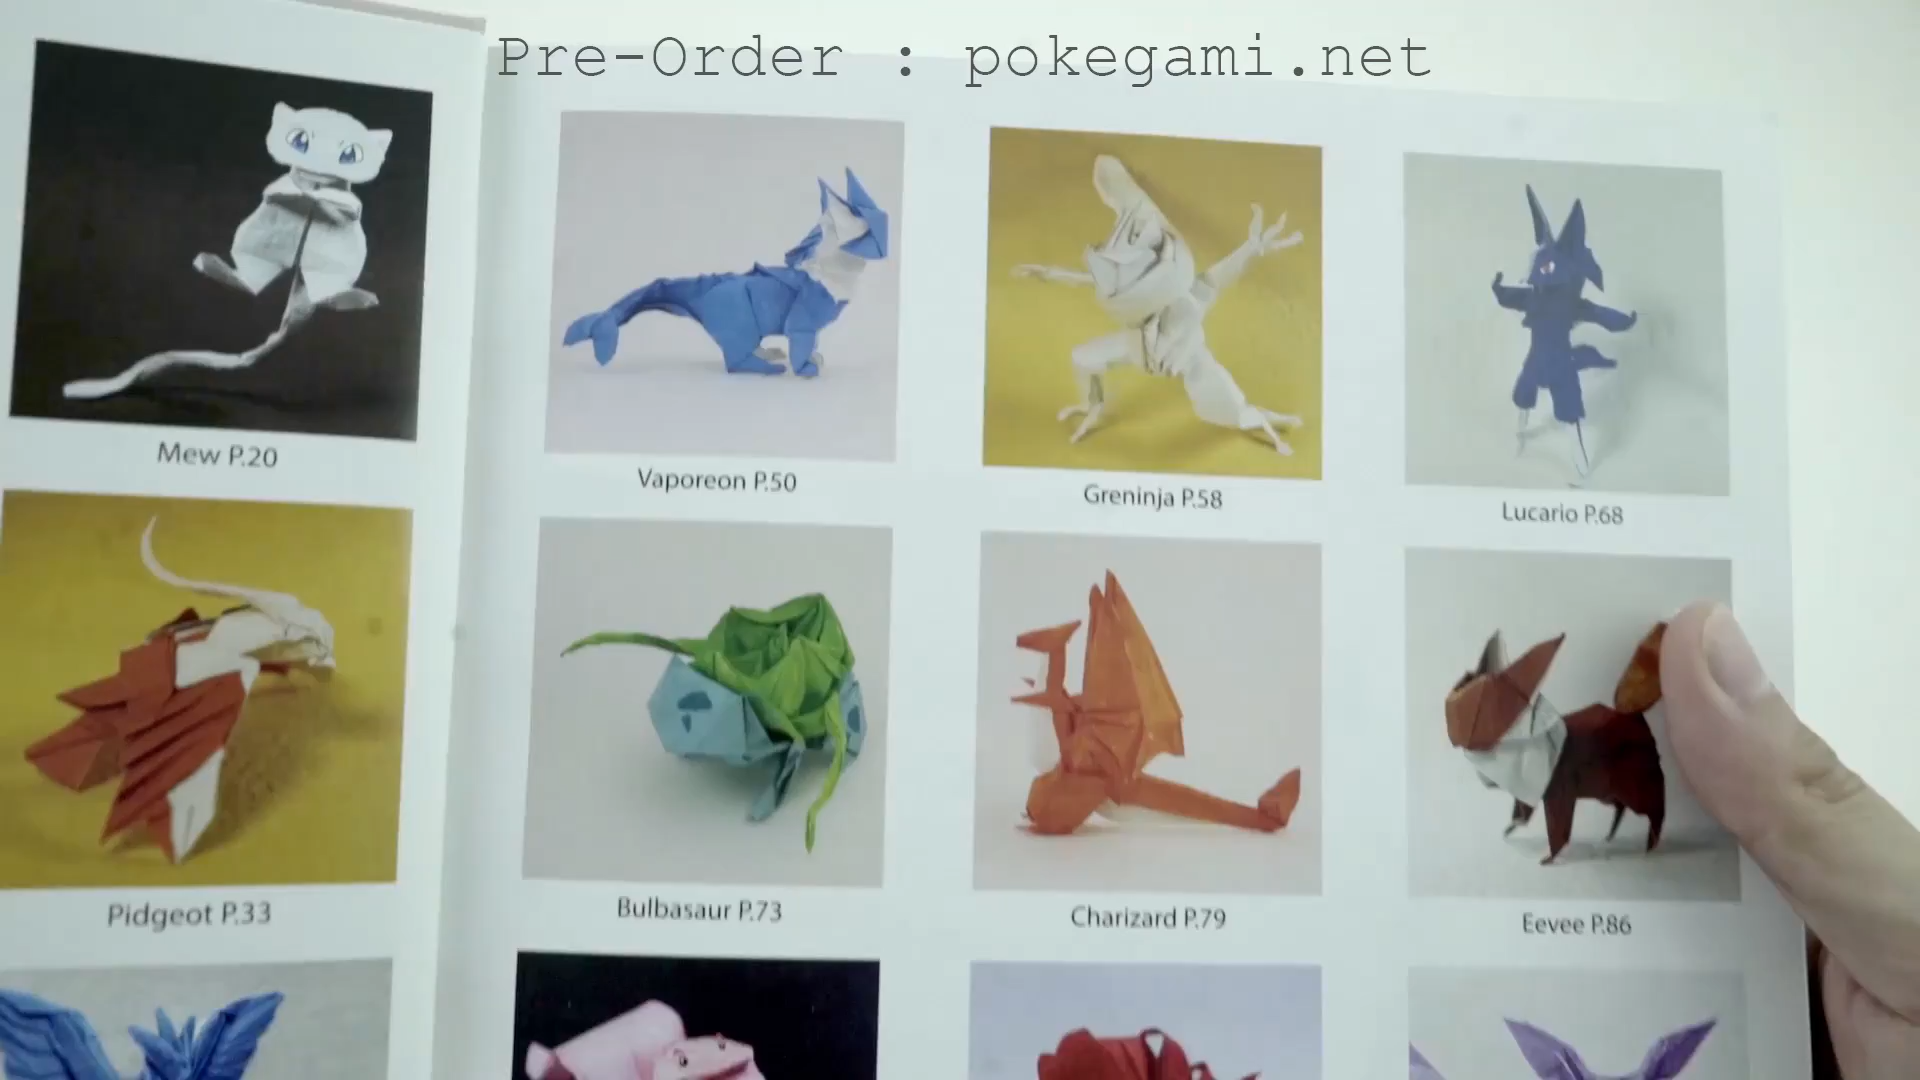 Pre-Order : pokegami.net
Mew P.20
Vaporeon P.50
Greninja P.58
Lucario P.68
Pidgeot P.33
Bulbasaur P.73
Charizard P.79
Eevee P.86